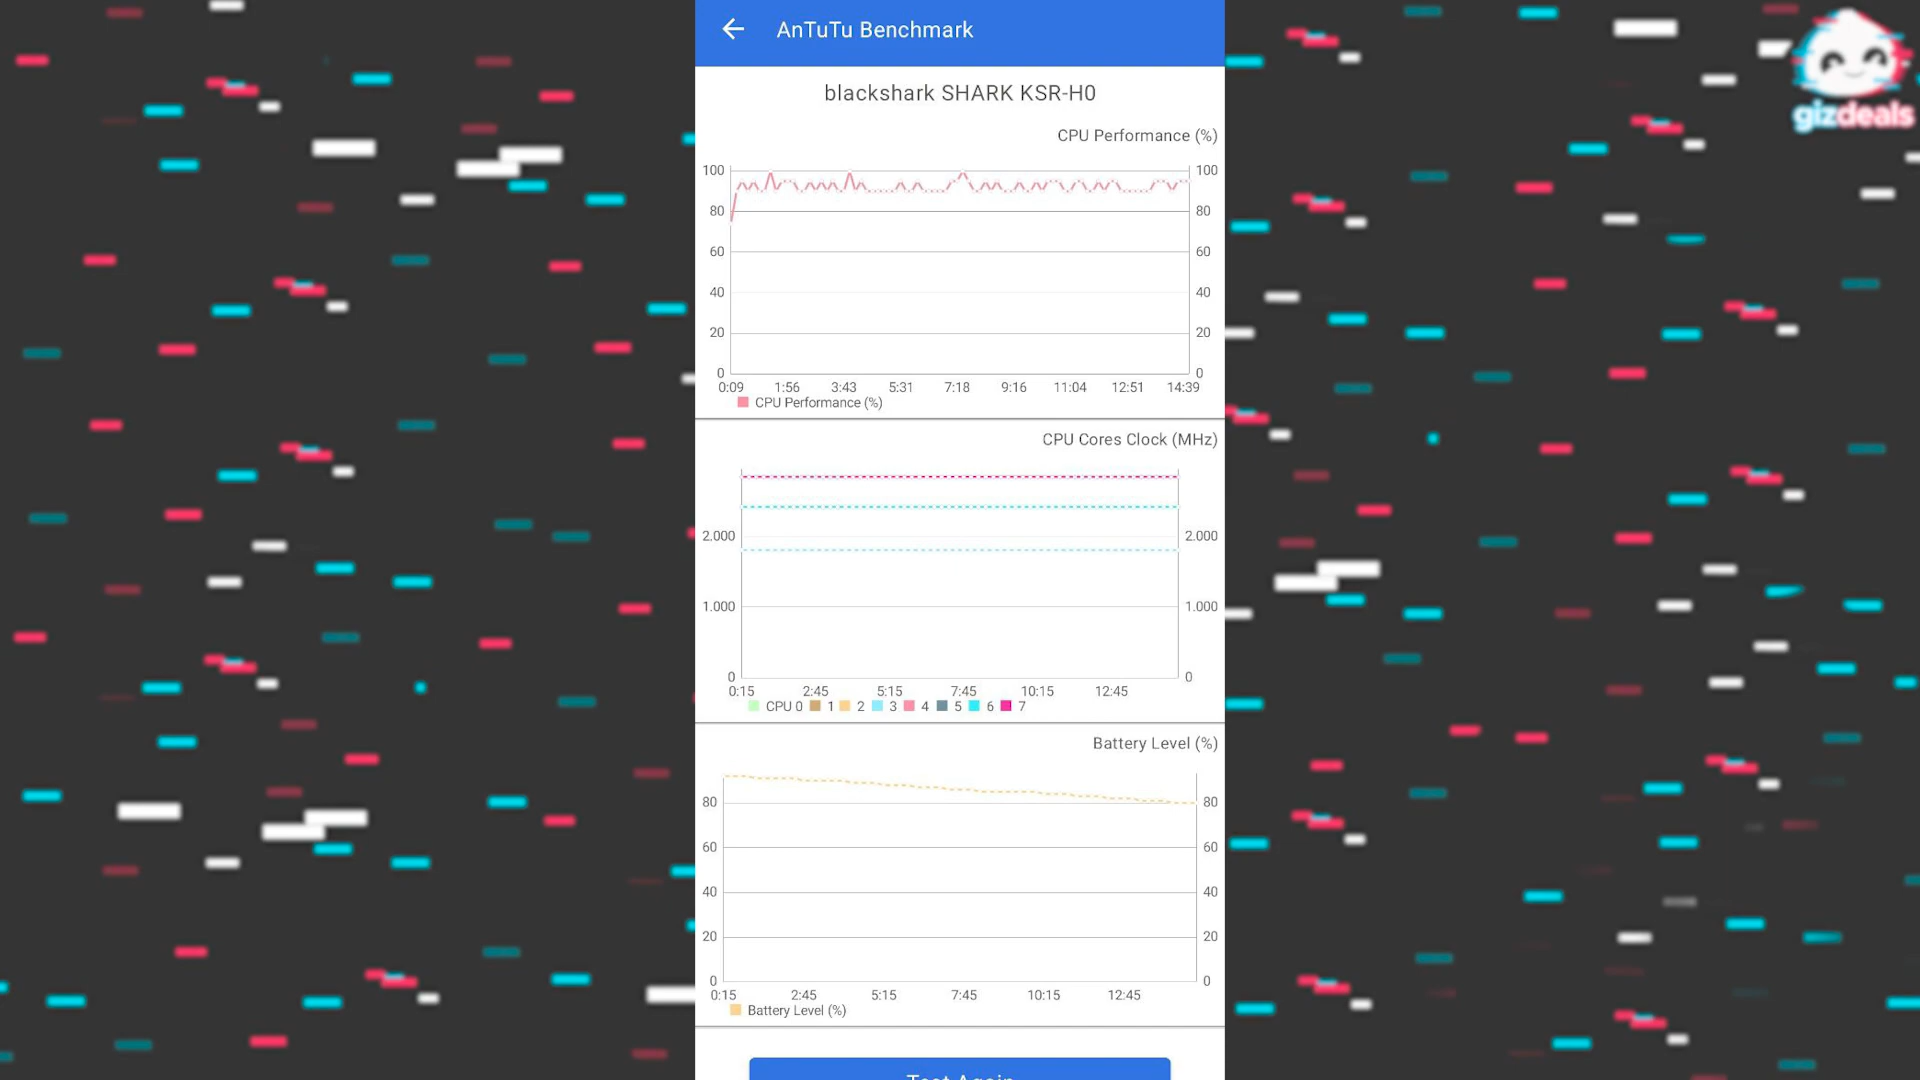 AnTuTu Benchmark
gizdeals
blackshark SHARK KSR-H0
CPU Performance (%)
100 100
80 80
60 60
40 40
20 20
0 0
0:09 1:56 3:43 5:31 7:18 9:16 11:04 12:51 14:39
CPU Performance (%)
CPU Cores Clock (MHz)
2.000 2.000
1.000 1.000
0 0
0:15 2:45 5:15 7:45 10:15 12:45
CPU 0 1 2 3 4 5 6 7
Battery Level (%)
80 80
60 60
40 40
20 20
0 0
0:15 2:45 5:15 7:45 10:15 12:45
Battery Level (%)
Test Again